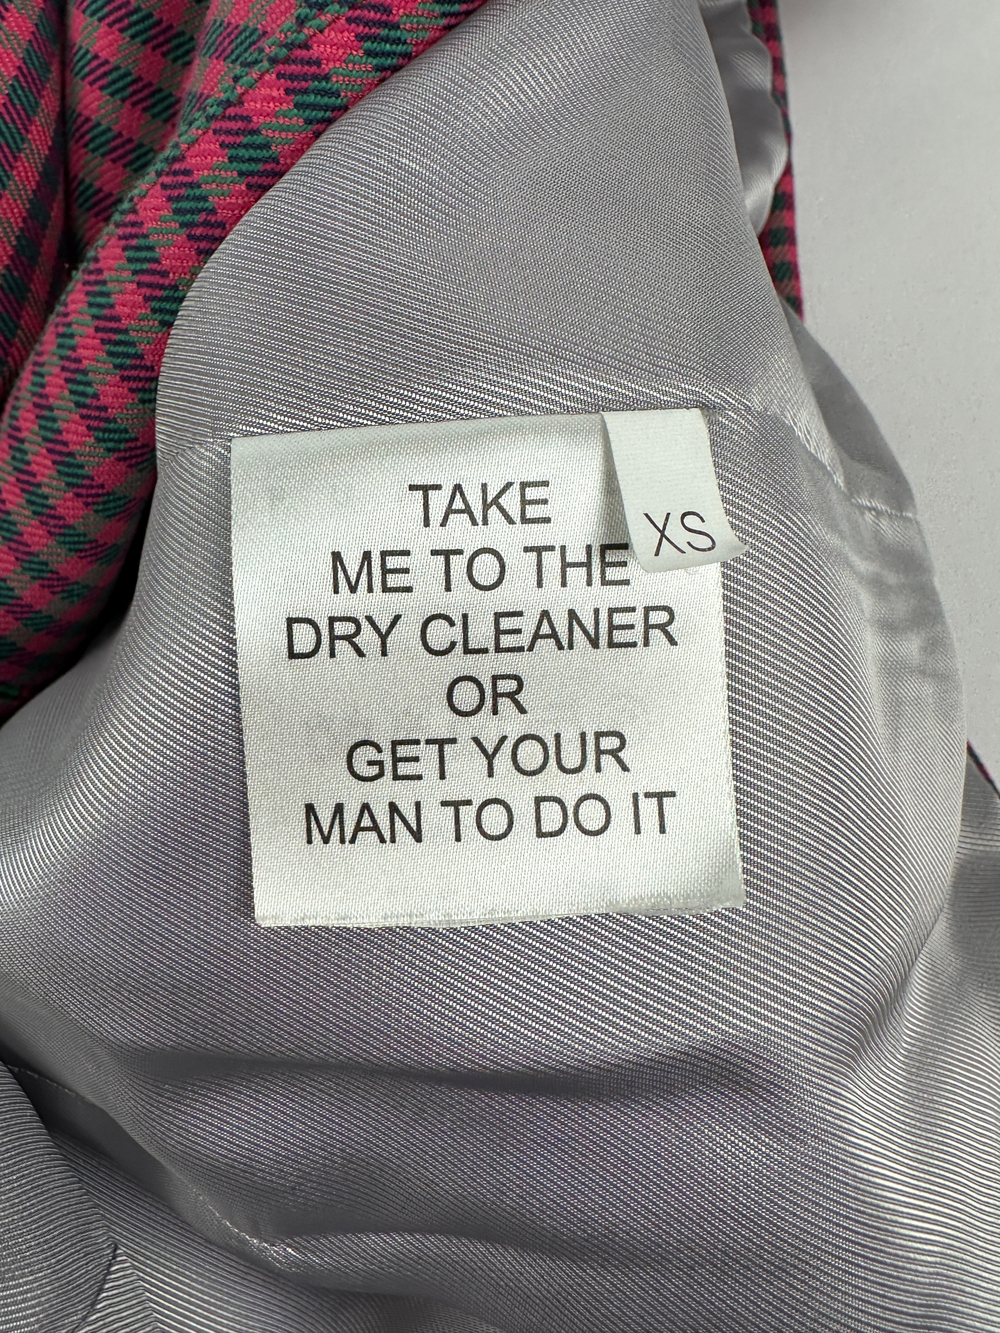 TAKE
ME TO THE
DRY CLEANER
OR
GET YOUR
MAN TO DO IT
XS